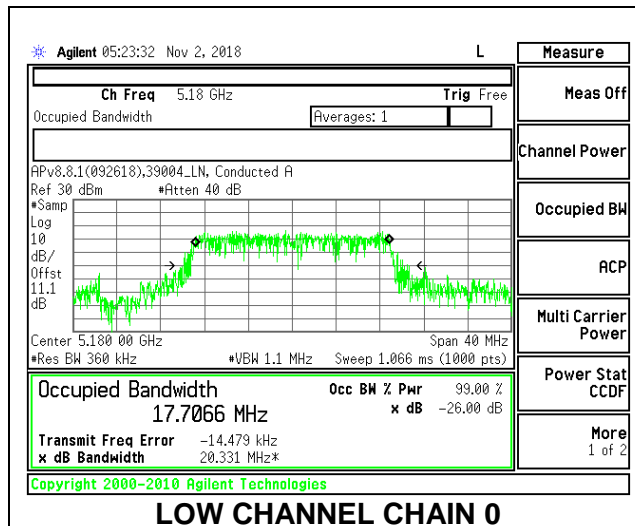 Agilent 05:23:32 Nov 2, 2018 L
Measure
Ch Freq 5.18 GHz Trig Free
Occupied Bandwidth Averages: 1
APv8.8.1(092618),39004_LN, Conducted A
Ref 30 dBm #Atten 40 dB
#Samp
Log
10
dB/
Offst
11.1
dB
Center 5.180 00 GHz Span 40 MHz
#Res BW 360 kHz #VBW 1.1 MHz Sweep 1.066 ms (1000 pts)
Occupied Bandwidth Occ BW % Pwr 99.00 %
17.7066 MHz x dB -26.00 dB
Transmit Freq Error -14.479 kHz
x dB Bandwidth 20.331 MHz*
Meas Off
Channel Power
Occupied BW
ACP
Multi Carrier
Power
Power Stat
CCDF
More
1 of 2
Copyright 2000-2010 Agilent Technologies
LOW CHANNEL CHAIN 0